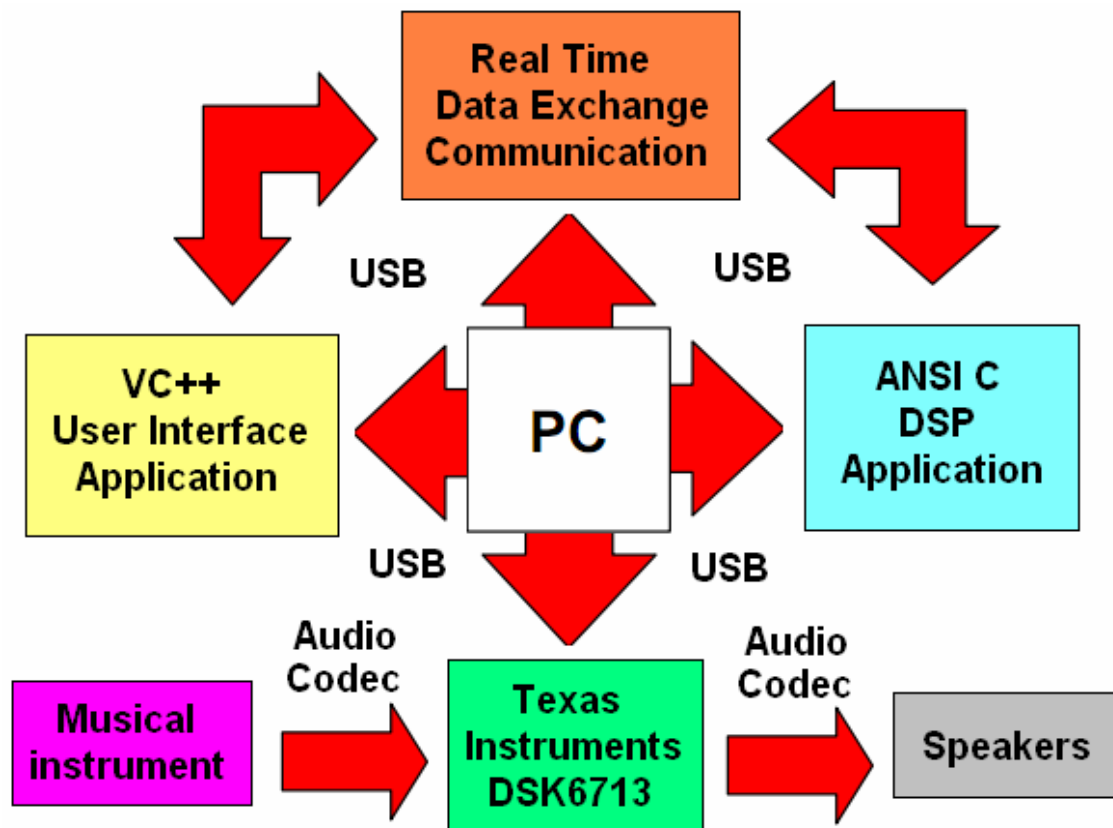 Real Time
Data Exchange
Communication
USB
USB
VC++
User Interface
Application
PC
ANSI C
DSP
Application
USB
USB
Audio
Codec
Audio
Codec
Musical
instrument
Texas
Instruments
DSK6713
Speakers